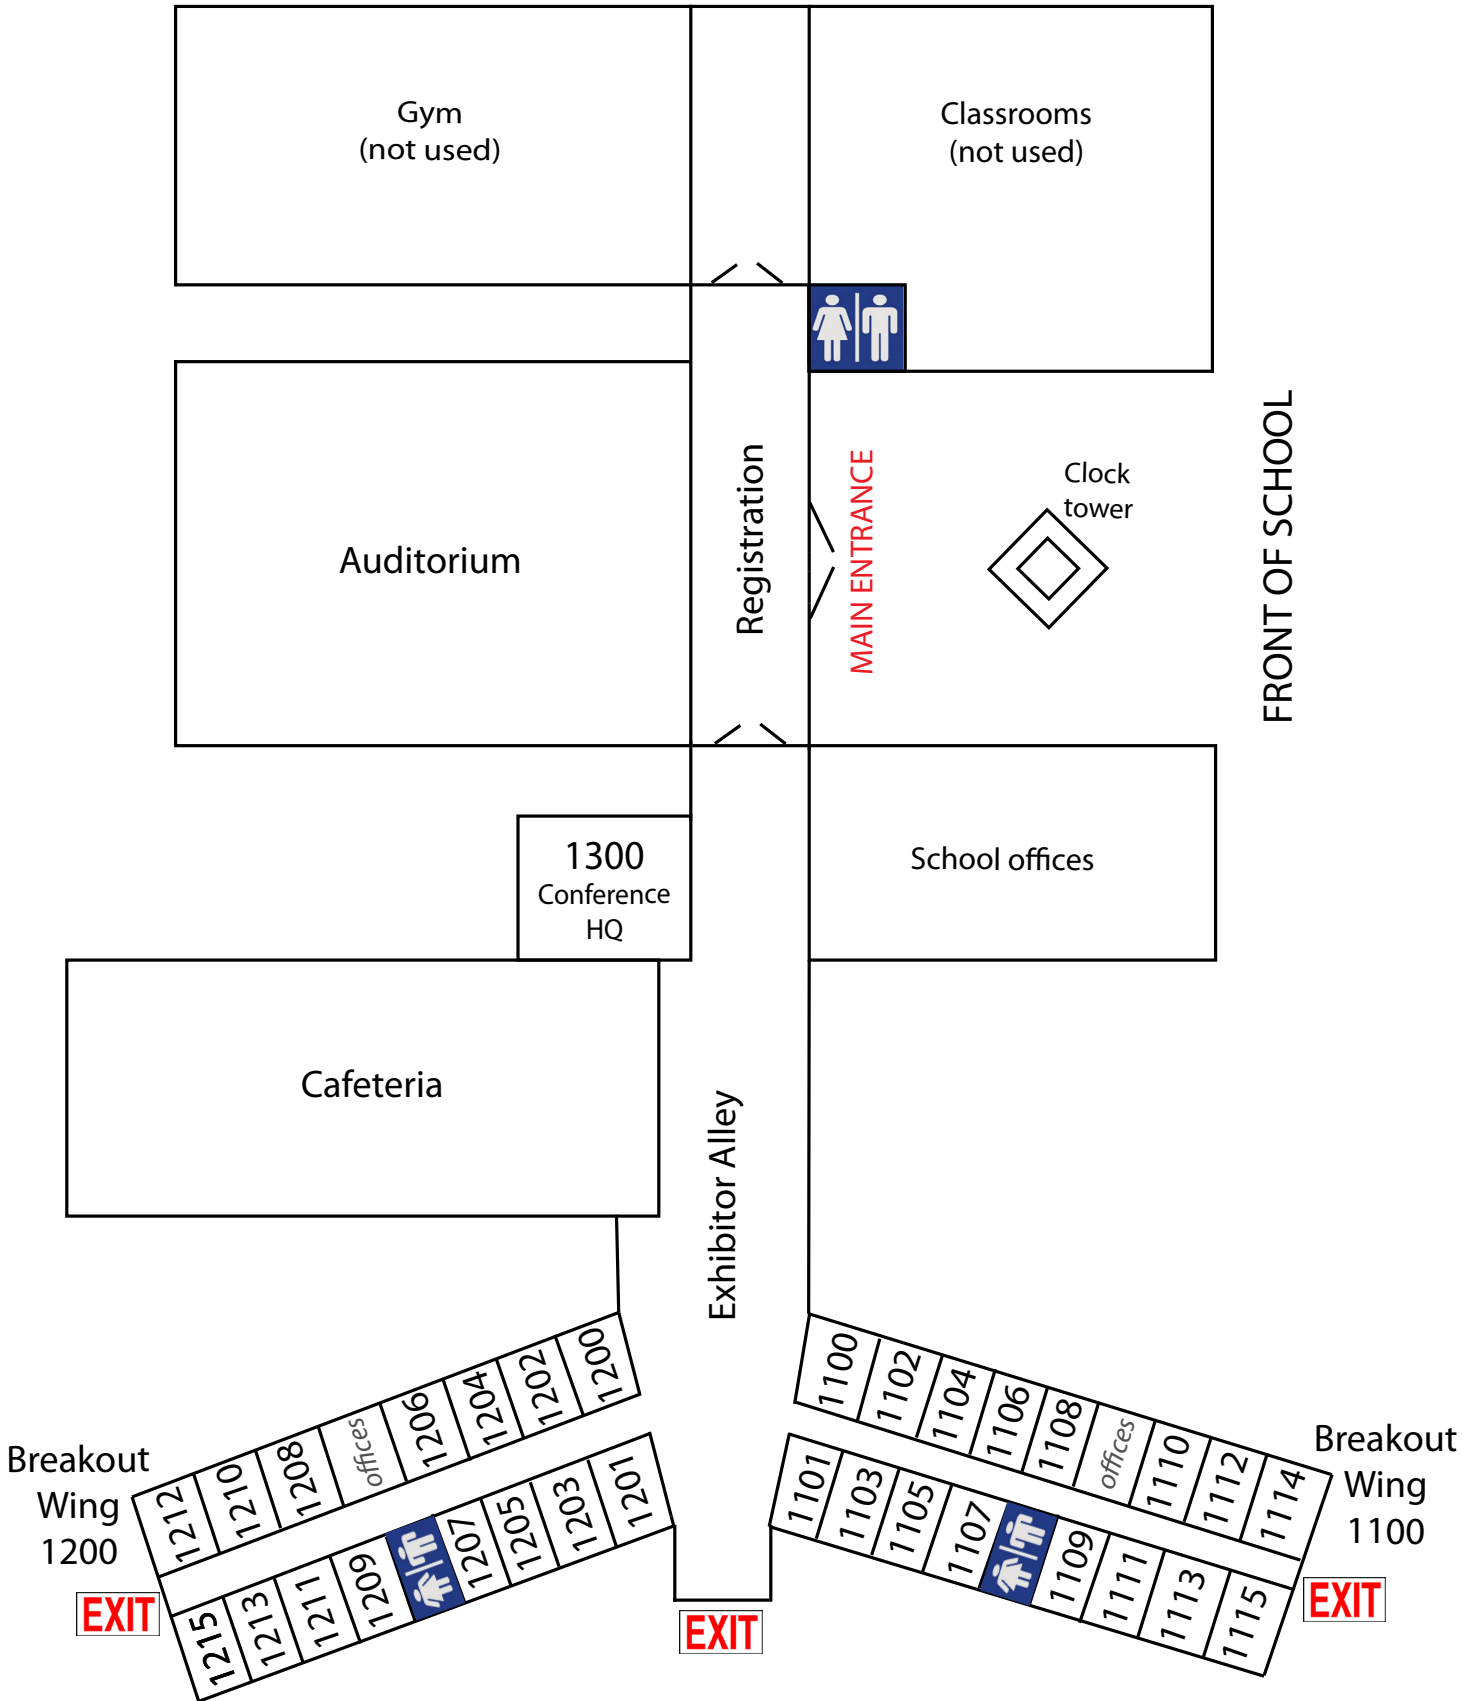 Gym
(not used)
Classrooms
(not used)
Registration
MAIN ENTRANCE
Clock
tower
FRONT OF SCHOOL
Auditorium
1300
Conference
HQ
School offices
Cafeteria
Exhibitor Alley
Breakout
Wing
1200
1212
1210
1208
offices
1206
1204
1202
1200
1215
1213
1211
1209
1207
1205
1203
1201
EXIT
EXIT
1100
1102
1104
1106
1108
offices
1110
1112
1114
1101
1103
1105
1107
1109
1111
1113
1115
Breakout
Wing
1100
EXIT